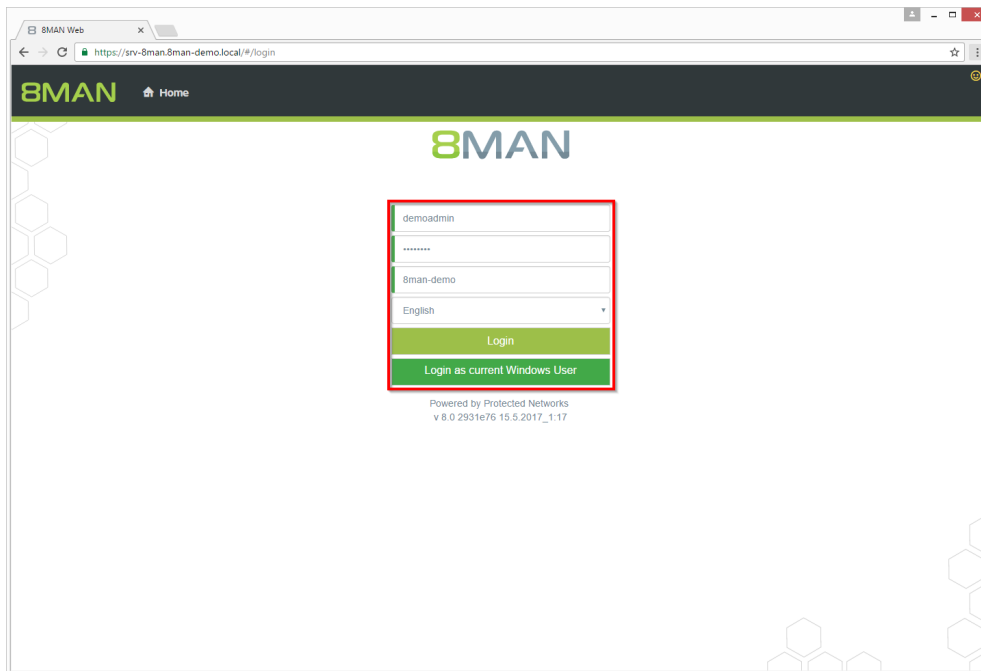 8MAN Web
https://srv-8man.8man-demo.local/#/login
8MAN Home
8MAN
demoadmin
••••••••
8man-demo
English
Login
Login as current Windows User
Powered by Protected Networks
v 8.0 2931e76 15.5.2017_1:17